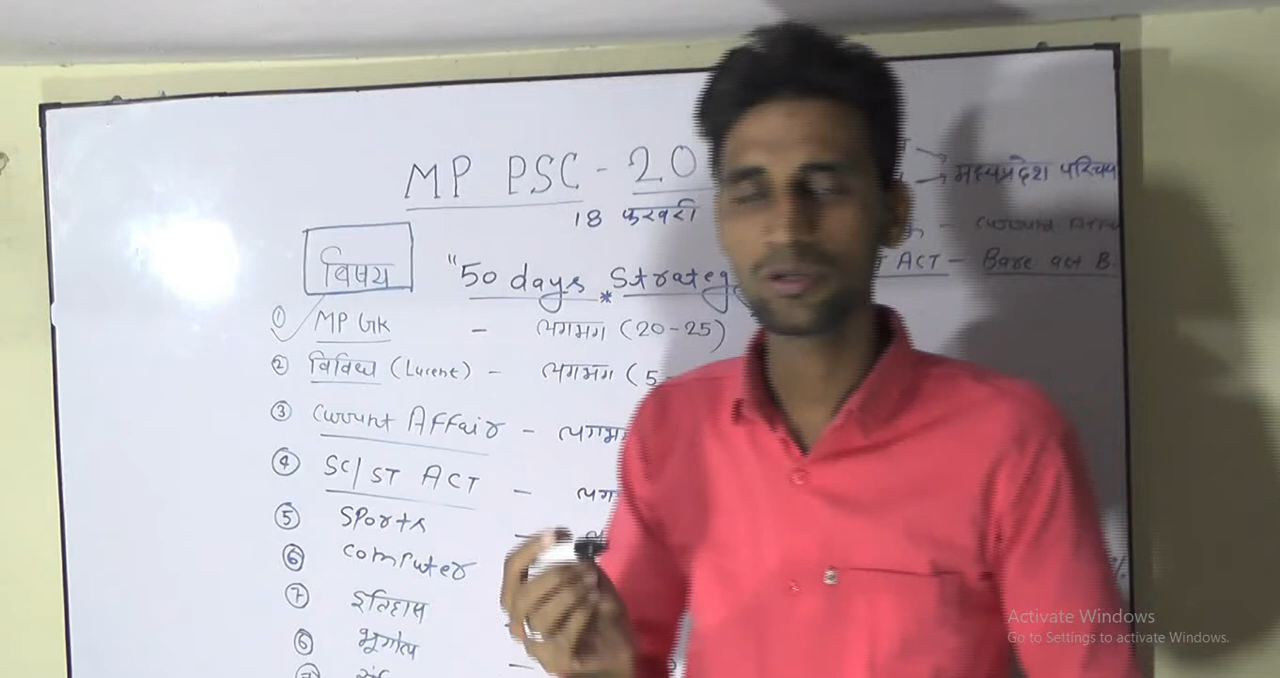 MP PSC - 20
18 फरवरी
→ मध्यप्रदेश परिचय
विषय
"50 days Strateg
ACT - Bare act B.
① MP GK - लगभग (20-25)
② विविध (Lucent) - लगभग (5
③ Current Affair - लगभग
④ SC/ST ACT - लग
⑤ Sports -
⑥ Computer
⑦ इतिहास
⑧ भूगोल -
Activate Windows
Go to Settings to activate Windows.